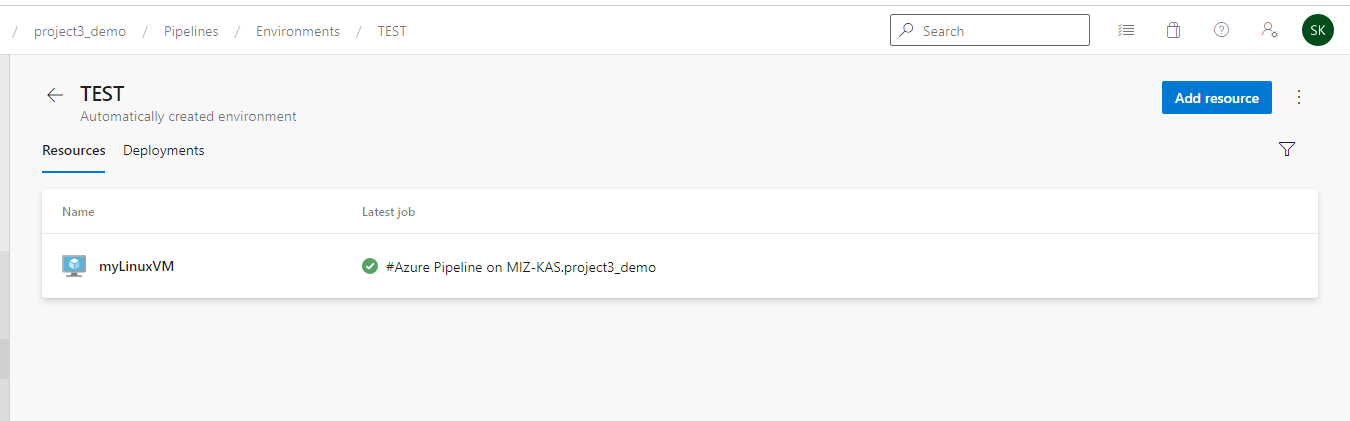 / project3_demo / Pipelines / Environments / TEST Search SK
TEST Add resource
Automatically created environment
Resources Deployments
Name Latest job
myLinuxVM #Azure Pipeline on MIZ-KAS.project3_demo